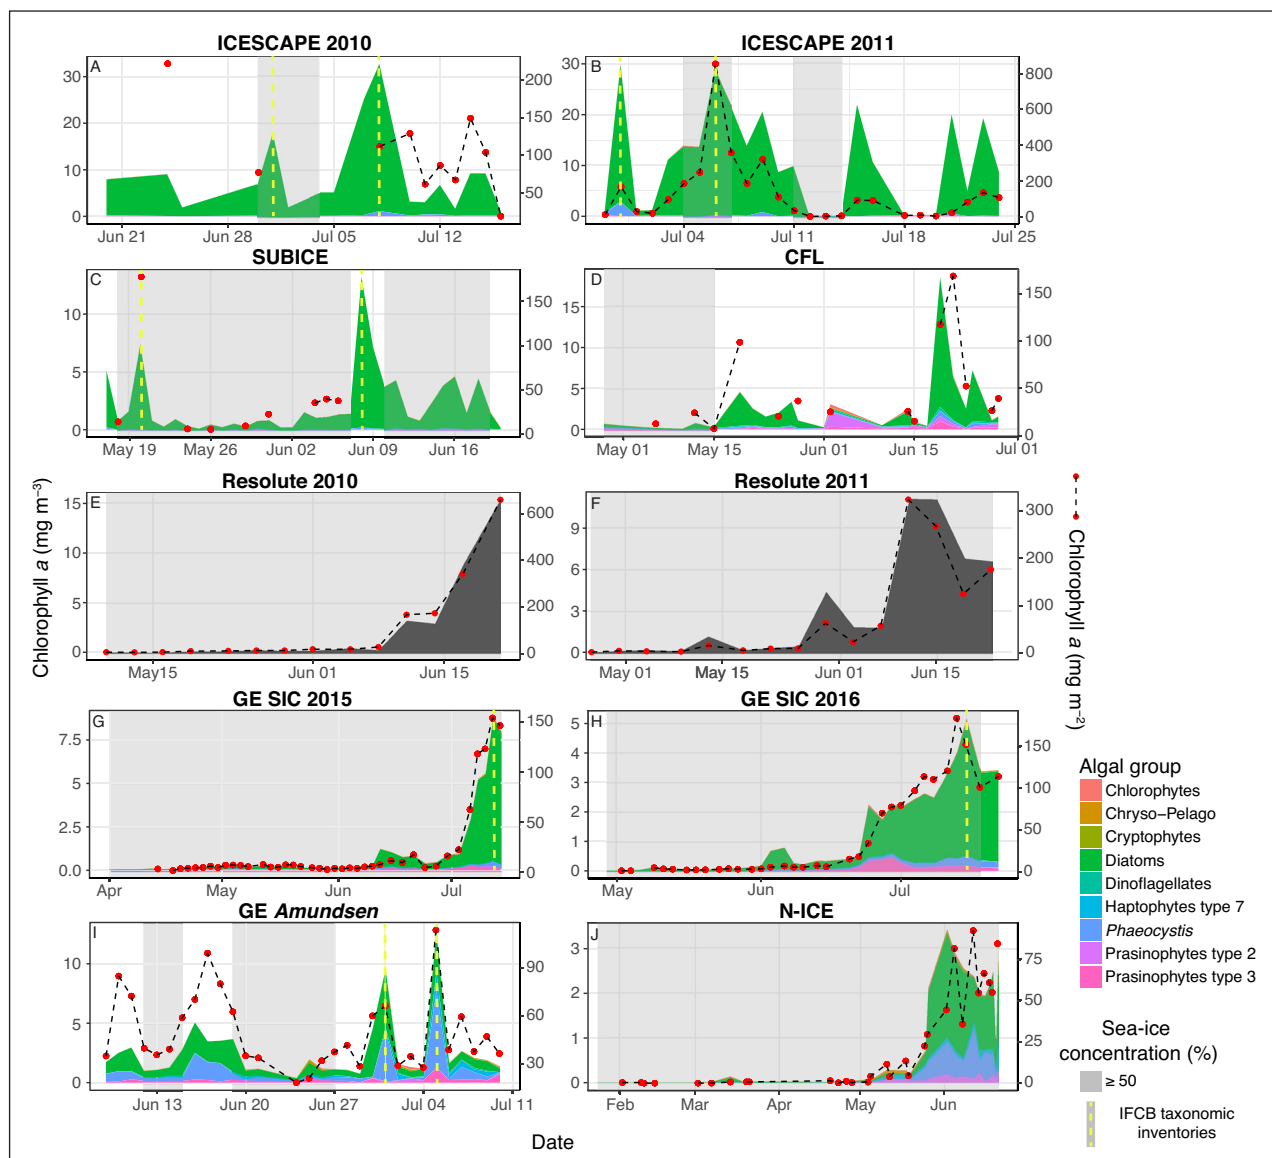 ICESCAPE 2010
A
30
20
10
0
200
150
100
50
Jun 21
Jun 28
Jul 05
Jul 12
ICESCAPE 2011
B
30
20
10
0
800
600
400
200
0
Jul 04
Jul 11
Jul 18
Jul 25
SUBICE
C
10
5
0
150
100
50
0
May 19
May 26
Jun 02
Jun 09
Jun 16
CFL
D
15
10
5
0
150
100
50
0
May 01
May 15
Jun 01
Jun 15
Jul 01
Resolute 2010
E
15
10
5
0
600
400
200
0
May15
Jun 01
Jun 15
Resolute 2011
F
9
6
3
0
300
200
100
0
May 01
May 15
Jun 01
Jun 15
GE SIC 2015
G
7.5
5
2.5
0.0
150
100
50
0
Apr
May
Jun
Jul
GE SIC 2016
H
5
4
3
2
1
0
150
100
50
0
May
Jun
Jul
GE Amundsen
I
10
5
0
90
60
30
Jun 13
Jun 20
Jun 27
Jul 04
Jul 11
N-ICE
J
3
2
1
0
75
50
25
0
Feb
Mar
Apr
May
Jun
Chlorophyll a (mg m⁻³)
Chlorophyll a (mg m⁻²)
Date
Algal group
Chlorophytes
Chryso−Pelago
Cryptophytes
Diatoms
Dinoflagellates
Haptophytes type 7
Phaeocystis
Prasinophytes type 2
Prasinophytes type 3
Sea-ice
concentration (%)
≥ 50
IFCB taxonomic
inventories